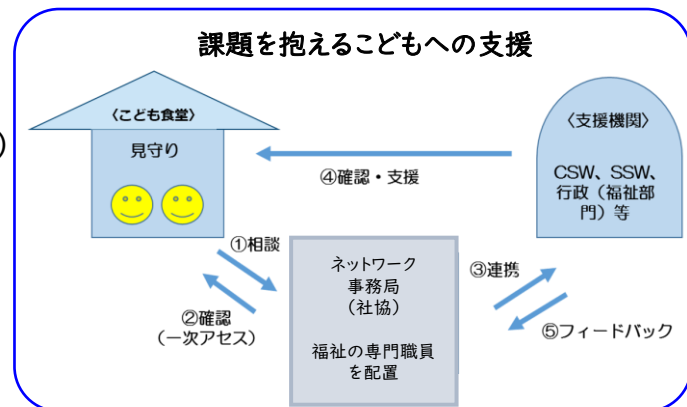 課題を抱えるこどもへの支援
〈こども食堂〉
見守り
〈支援機関〉
CSW、SSW、
行政（福祉部
門）等
④確認・支援
①相談
②確認
（一次アセス）
ネットワーク
事務局
（社協）
福祉の専門職員
を配置
③連携
⑤フィードバック
)